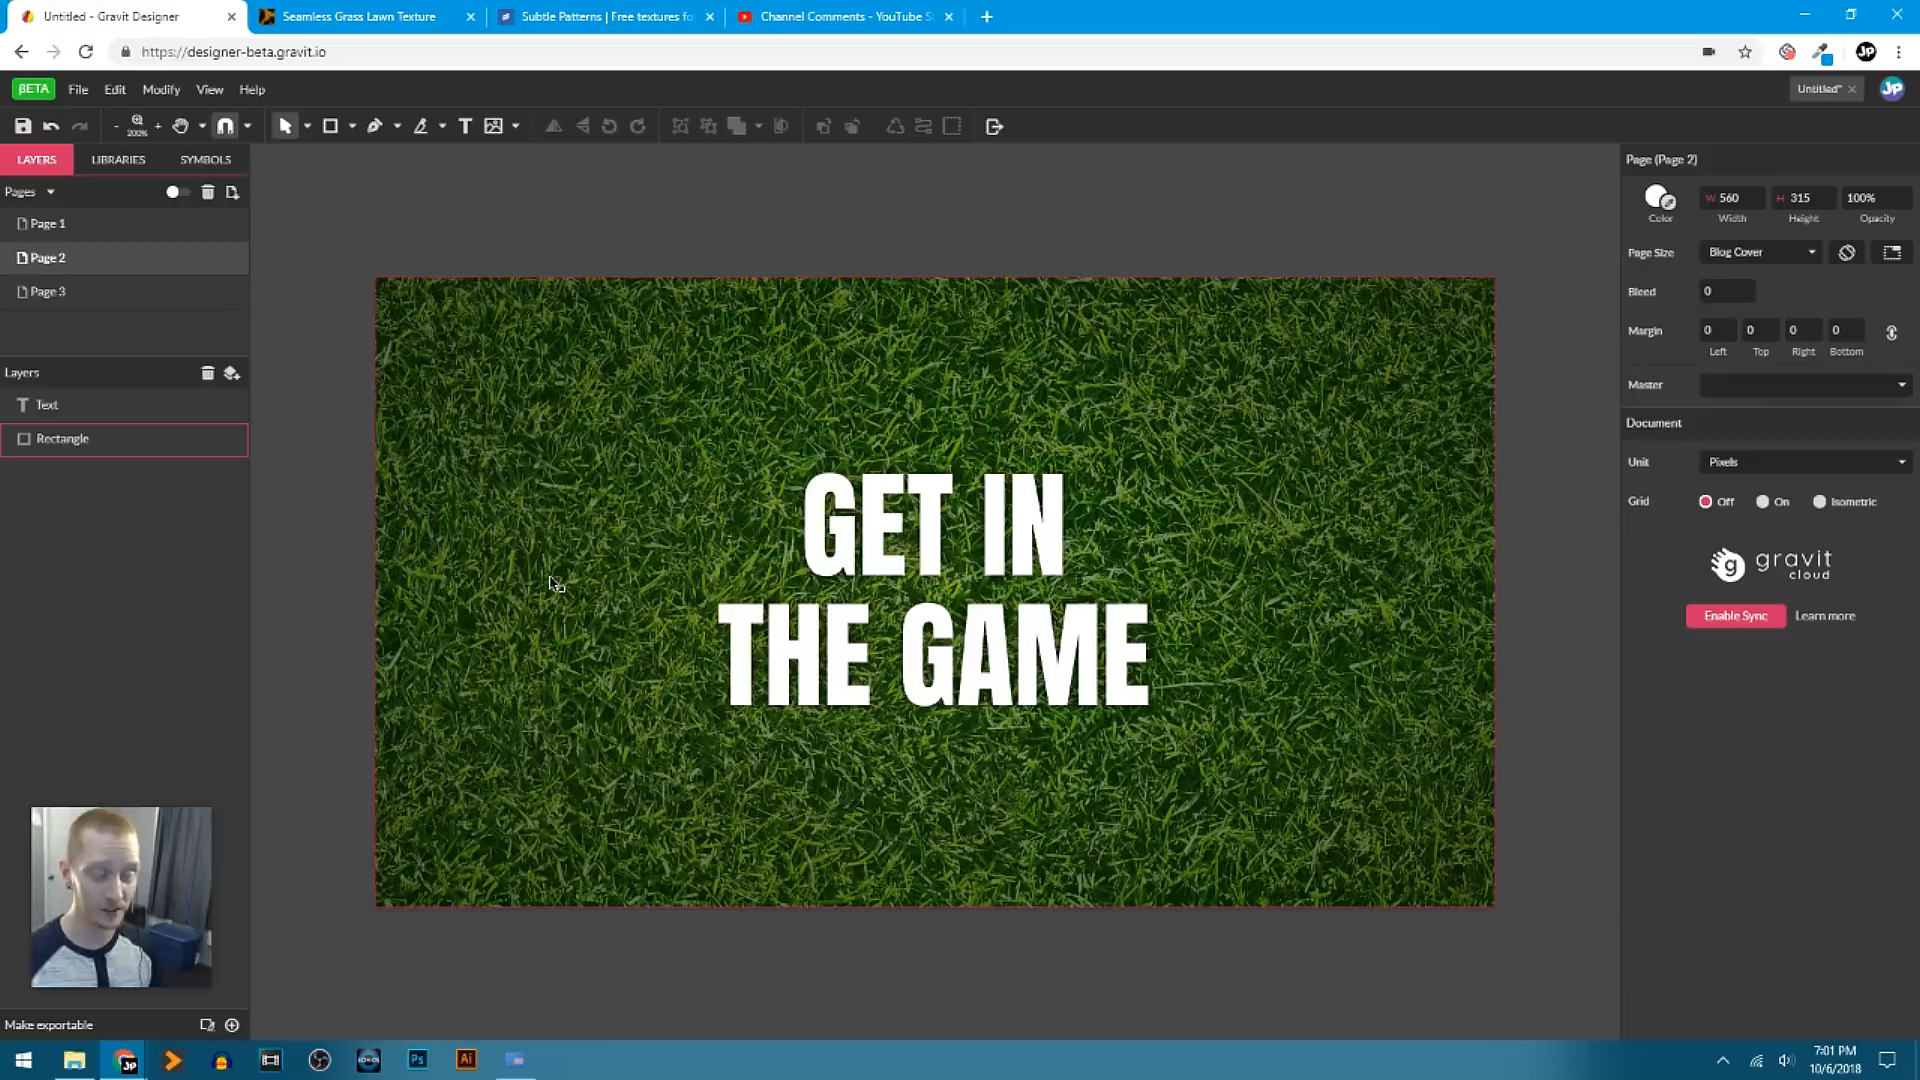 Untitled - Gravit Designer
Seamless Grass Lawn Texture
Subtle Patterns | Free textures fo
Channel Comments - YouTube S
https://designer-beta.gravit.io
BETA File Edit Modify View Help
Untitled*
JP
200%
LAYERS LIBRARIES SYMBOLS
Pages
Page 1
Page 2
Page 3
Layers
Text
Rectangle
Make exportable
GET IN
THE GAME
Page (Page 2)
W 560 H 315 100%
Color Width Height Opacity
Page Size Blog Cover
Bleed 0
Margin 0 0 0 0
Left Top Right Bottom
Master
Document
Unit Pixels
Grid Off On Isometric
gravit
cloud
Enable Sync Learn more
Ps
Ai
7:01 PM
10/6/2018